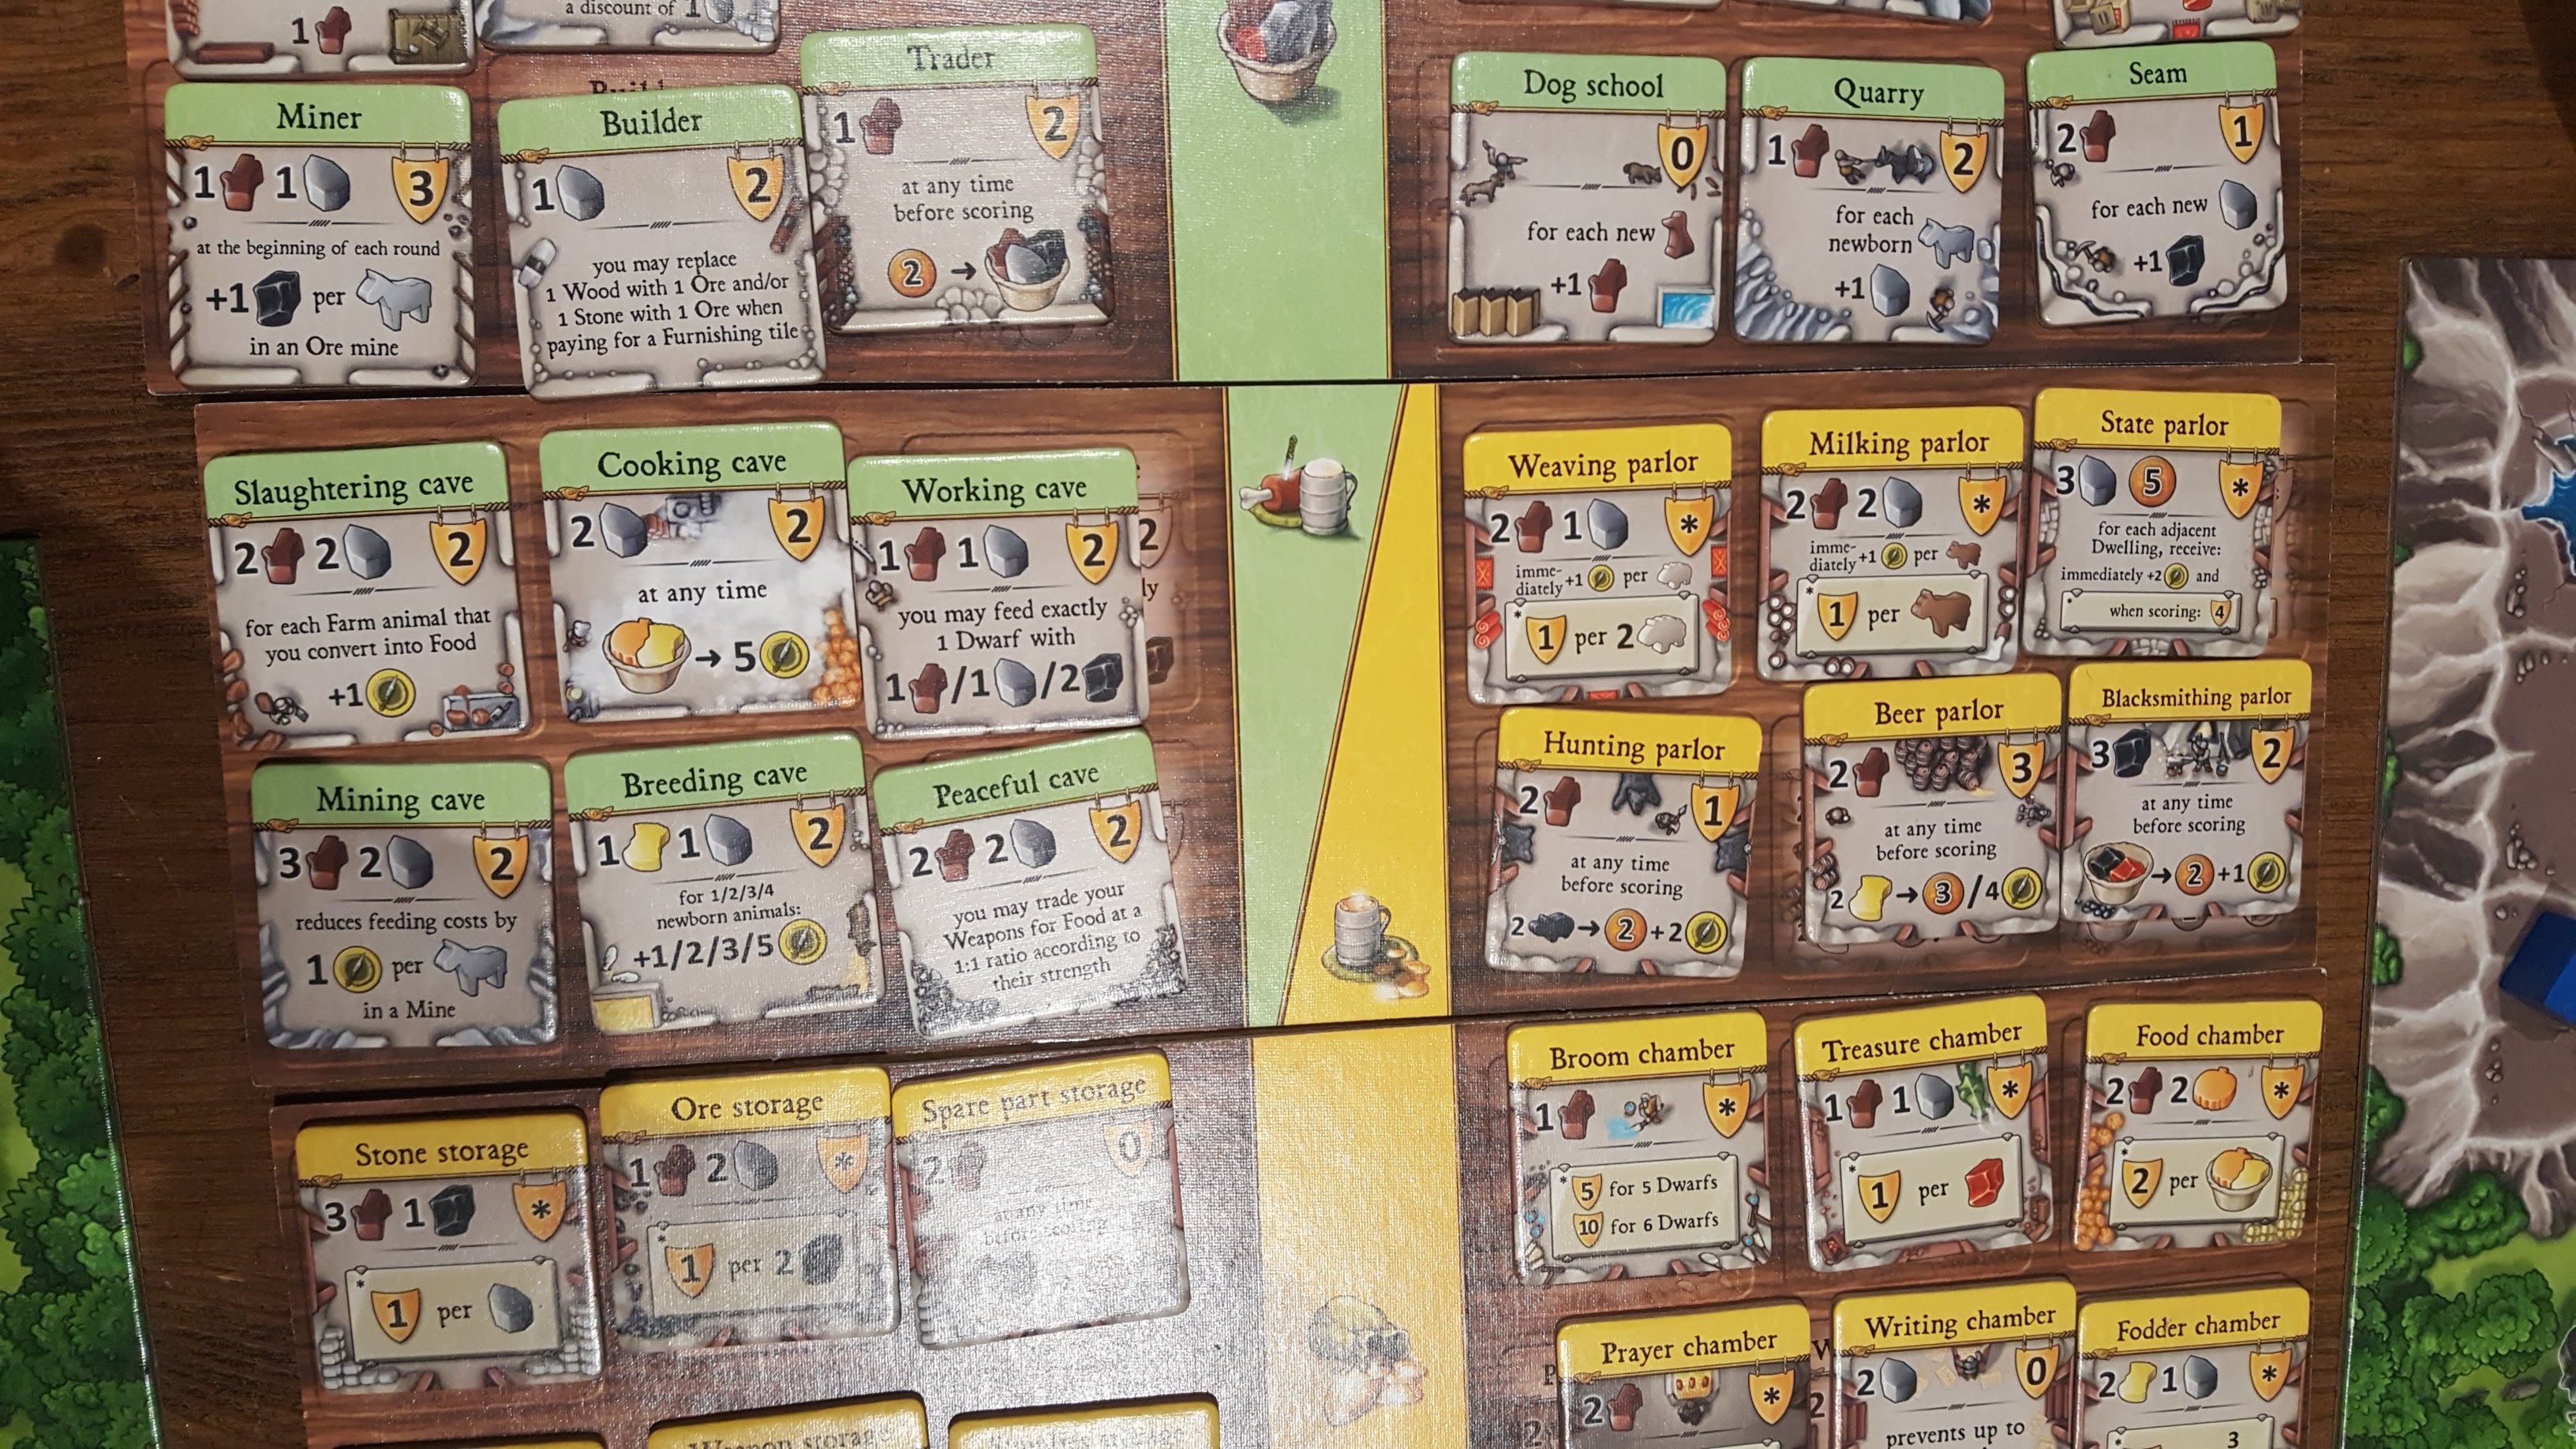 1
a discount of 1
Miner
1 1 3
at the beginning of each round
+1 per
in an Ore mine
Builder
1 2
you may replace
1 Wood with 1 Ore and/or
1 Stone with 1 Ore when
paying for a Furnishing tile
Trader
1 2
at any time
before scoring
2 →
Dog school
0
for each new
+1
Quarry
1 2
for each
newborn
+1
Seam
2 1
for each new
+1
Slaughtering cave
2 2 2
for each Farm animal that
you convert into Food
+1
Cooking cave
2 2
at any time
→ 5
Working cave
1 1 2
you may feed exactly
1 Dwarf with
1 /1 /2
2
ly
Weaving parlor
2 1 *
imme-
diately +1 per
* 1 per 2
Milking parlor
2 2 *
imme-
diately +1 per
* 1 per
State parlor
3 5 *
for each adjacent
Dwelling, receive:
immediately +2 and
* when scoring: 4
Mining cave
3 2 2
reduces feeding costs by
1 per
in a Mine
Breeding cave
1 1 2
for 1/2/3/4
newborn animals:
+1/2/3/5
Peaceful cave
2 2 2
you may trade your
Weapons for Food at a
1:1 ratio according to
their strength
Hunting parlor
2 1
at any time
before scoring
2 → 2 +2
Beer parlor
2 3
at any time
before scoring
2 → 3 / 4
Blacksmithing parlor
3 2
at any time
before scoring
→ 2 +1
Stone storage
3 1 *
* 1 per
Ore storage
1 2 *
* 1 per 2
Spare part storage
2 0
at any time
before scoring
Broom chamber
1 *
* 5 for 5 Dwarfs
10 for 6 Dwarfs
Treasure chamber
1 1 *
* 1 per
Food chamber
2 2 *
* 2 per
Prayer chamber
2 *
Writing chamber
2 0
prevents up to
Fodder chamber
2 1 *
* 3
Weapon storage